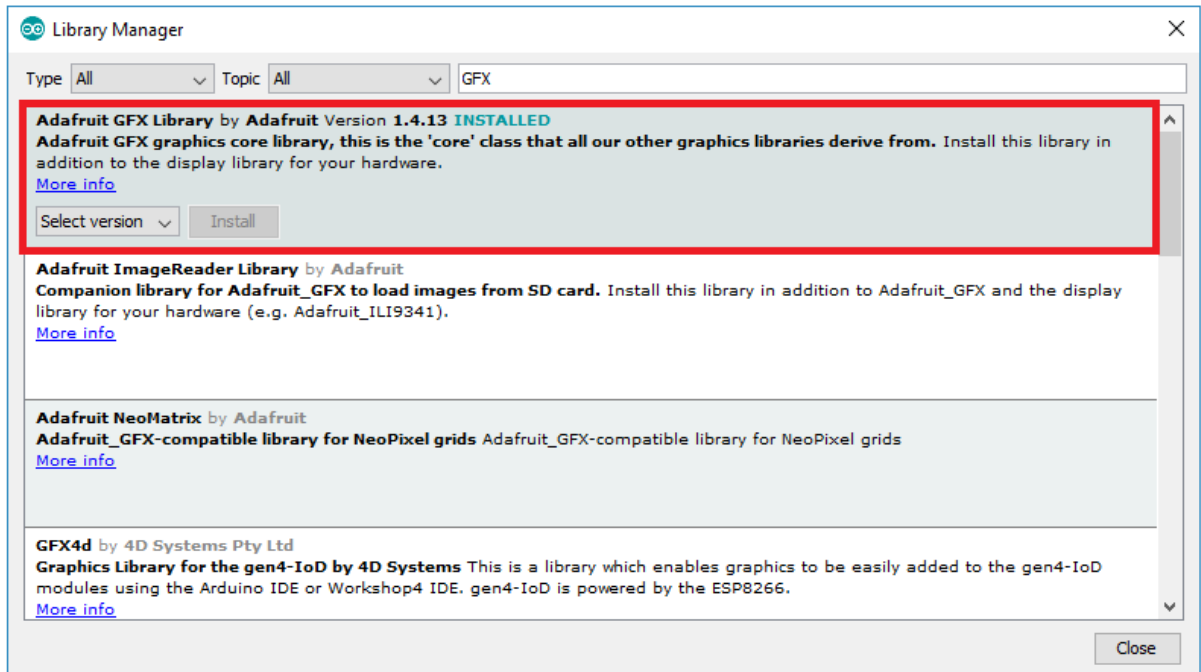 Library Manager
Type All Topic All GFX
Adafruit GFX Library by Adafruit Version 1.4.13 INSTALLED
Adafruit GFX graphics core library, this is the 'core' class that all our other graphics libraries derive from. Install this library in
addition to the display library for your hardware.
More info
Select version Install
Adafruit ImageReader Library by Adafruit
Companion library for Adafruit_GFX to load images from SD card. Install this library in addition to Adafruit_GFX and the display
library for your hardware (e.g. Adafruit_ILI9341).
More info
Adafruit NeoMatrix by Adafruit
Adafruit_GFX-compatible library for NeoPixel grids Adafruit_GFX-compatible library for NeoPixel grids
More info
GFX4d by 4D Systems Pty Ltd
Graphics Library for the gen4-IoD by 4D Systems This is a library which enables graphics to be easily added to the gen4-IoD
modules using the Arduino IDE or Workshop4 IDE. gen4-IoD is powered by the ESP8266.
More info
Close